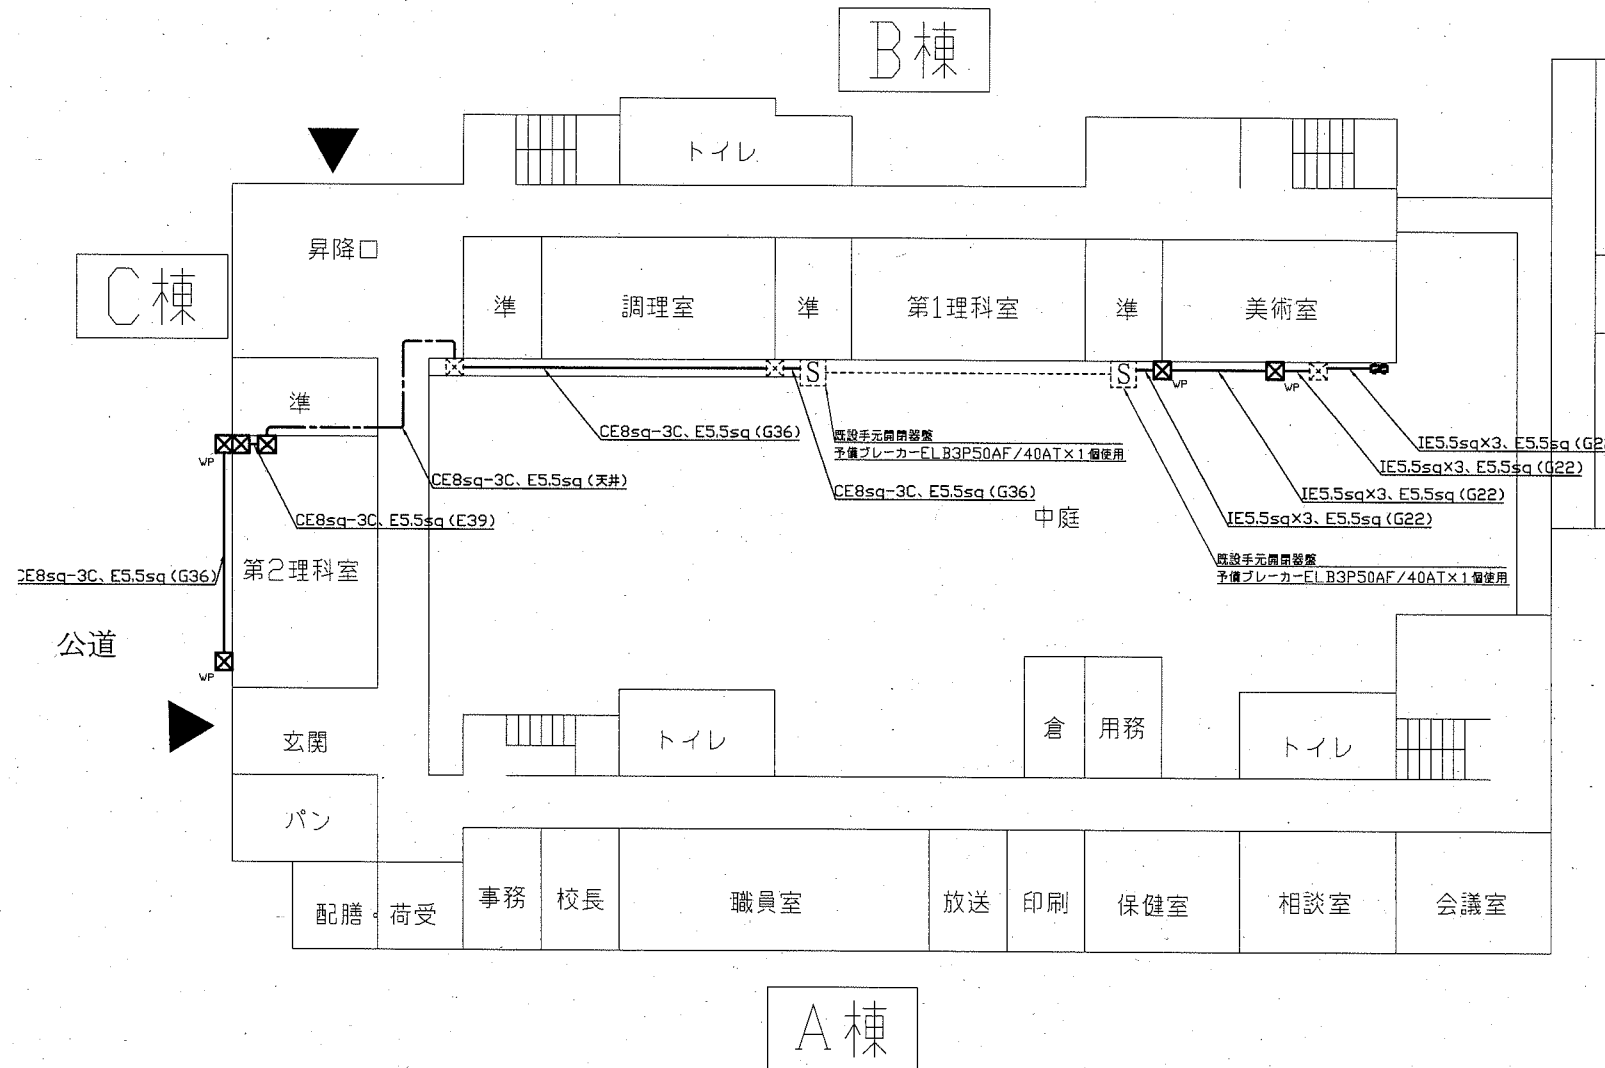 B棟
トイレ
昇降口
C棟
準
調理室
準
第1理科室
準
美術室
S
S
WP
WP
準
CE8sq-3C、E5.5sq(G36)
既設手元開閉器盤
予備ブレーカーELB3P50AF/40AT×1個使用
IE5.5sq×3、E5.5sq(G2
WP
IE5.5sq×3、E5.5sq(G22)
CE8sq-3C、E5.5sq(天井)
CE8sq-3C、E5.5sq(G36)
IE5.5sq×3、E5.5sq(G22)
CE8sq-3C、E5.5sq(E39)
中庭
IE5.5sq×3、E5.5sq(G22)
既設手元開閉器盤
予備ブレーカーELB3P50AF/40AT×1個使用
CE8sq-3C、E5.5sq(G36)
第2理科室
公道
WP
玄関
トイレ
倉
用務
トイレ
パン
配膳・荷受
事務
校長
職員室
放送
印刷
保健室
相談室
会議室
A棟